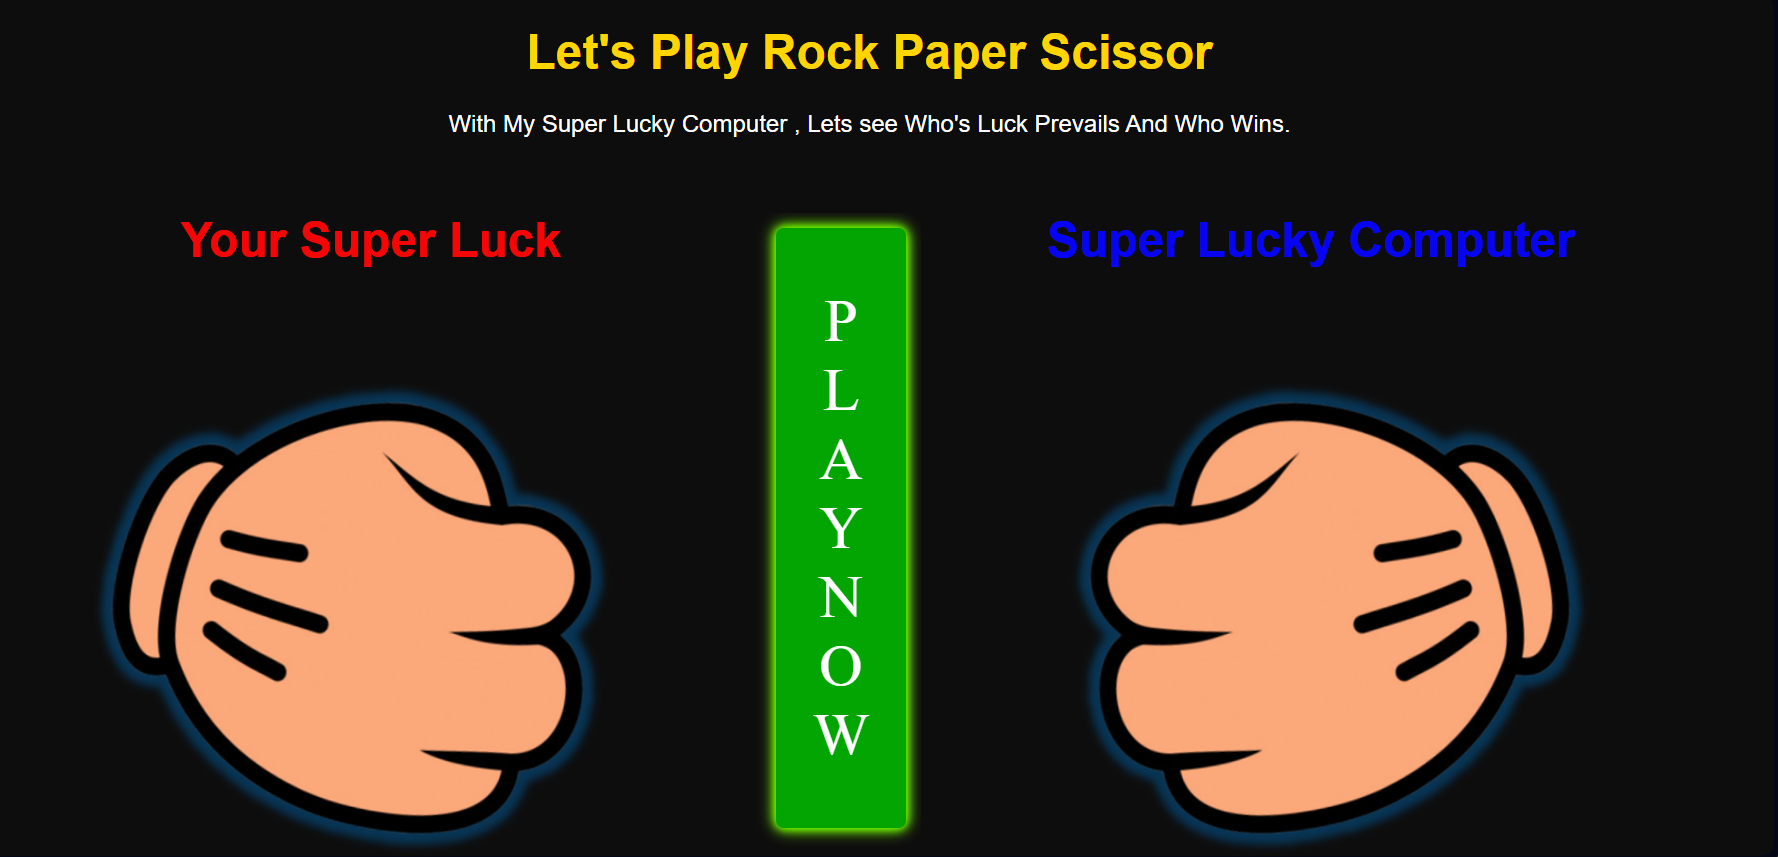 Let's Play Rock Paper Scissor
With My Super Lucky Computer , Lets see Who's Luck Prevails And Who Wins.
Your Super Luck
P
L
A
Y
N
O
W
Super Lucky Computer